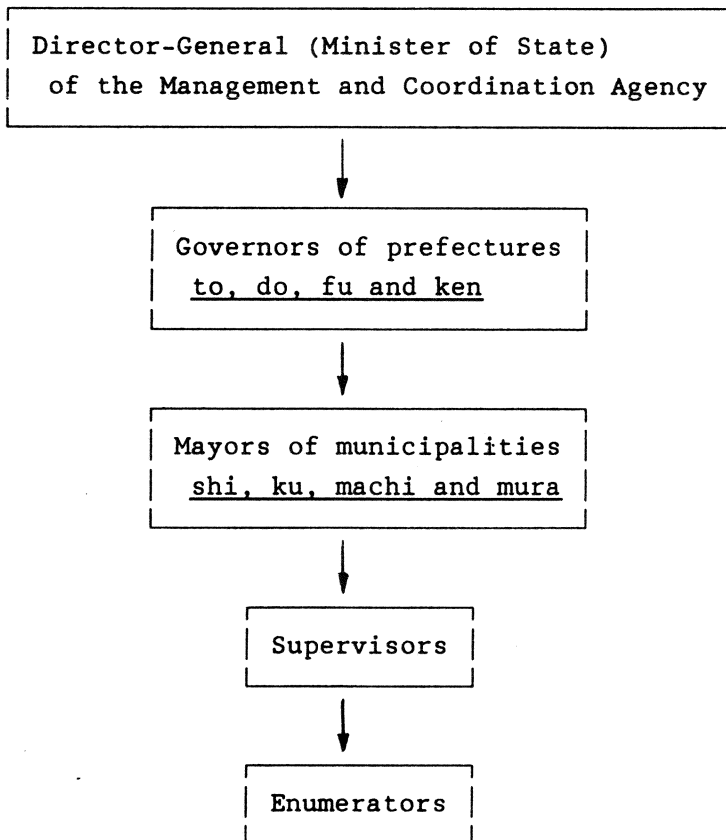 Director-General (Minister of State)
of the Management and Coordination Agency
Governors of prefectures
to, do, fu and ken
Mayors of municipalities
shi, ku, machi and mura
Supervisors
Enumerators